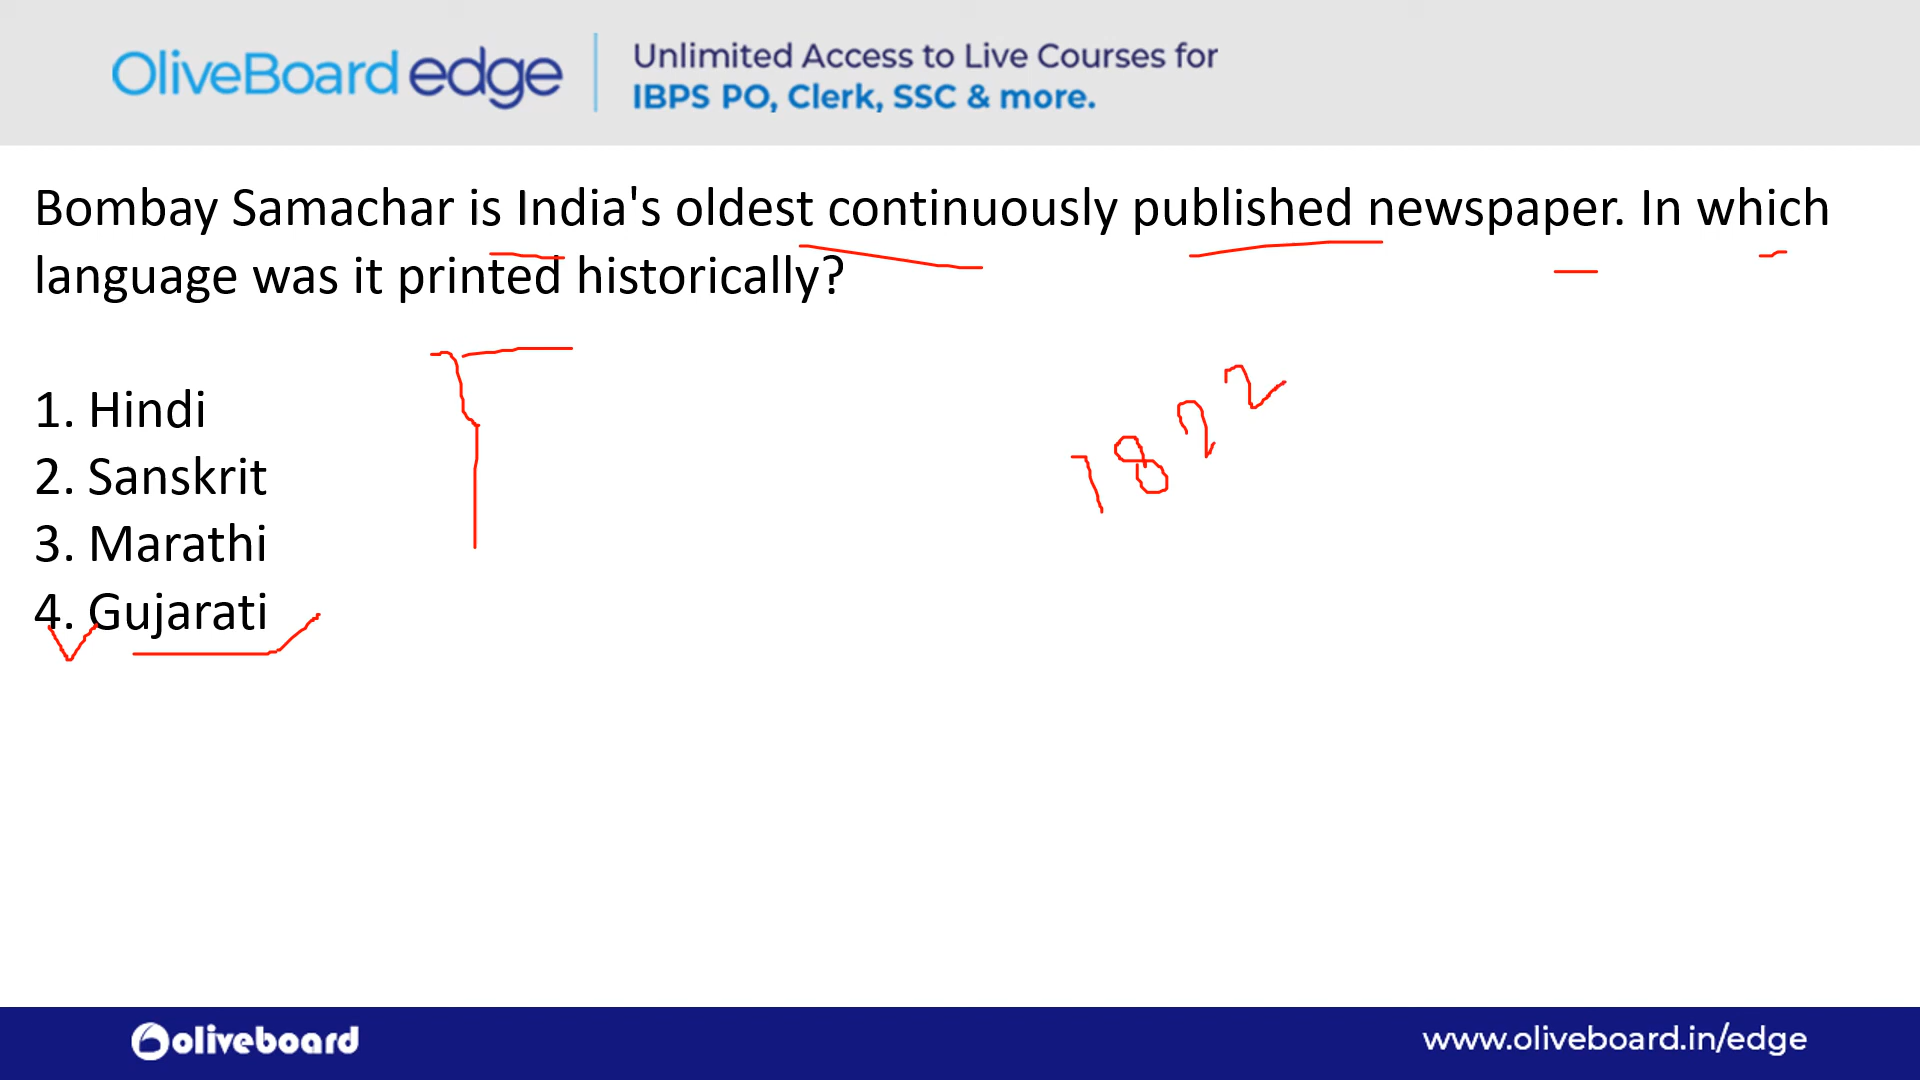 OliveBoard edge
Unlimited Access to Live Courses for
IBPS PO, Clerk, SSC & more.
Bombay Samachar is India's oldest continuously published newspaper. In which
language was it printed historically?
1. Hindi
2. Sanskrit
3. Marathi
4. Gujarati
1822
oliveboard
www.oliveboard.in/edge